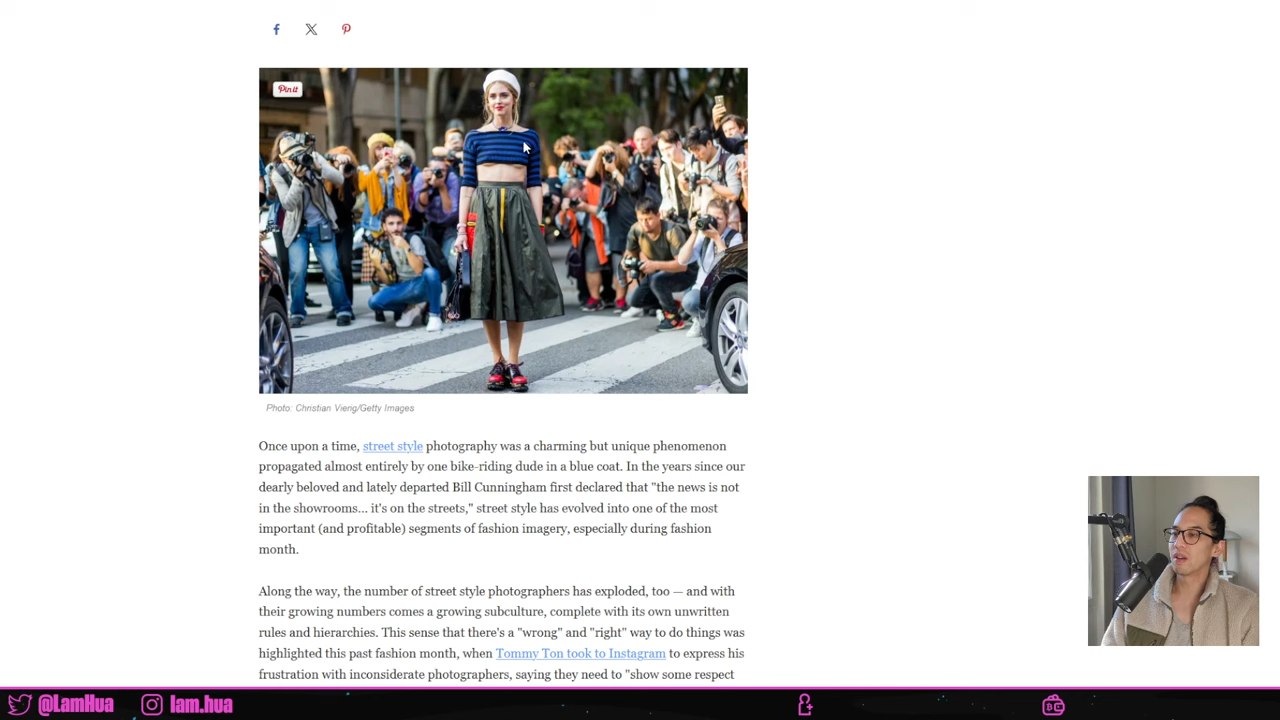 Pin it
Photo: Christian Vierig/Getty Images
Once upon a time, street style photography was a charming but unique phenomenon
propagated almost entirely by one bike-riding dude in a blue coat. In the years since our
dearly beloved and lately departed Bill Cunningham first declared that "the news is not
in the showrooms... it's on the streets," street style has evolved into one of the most
important (and profitable) segments of fashion imagery, especially during fashion
month.
Along the way, the number of street style photographers has exploded, too — and with
their growing numbers comes a growing subculture, complete with its own unwritten
rules and hierarchies. This sense that there's a "wrong" and "right" way to do things was
highlighted this past fashion month, when Tommy Ton took to Instagram to express his
frustration with inconsiderate photographers, saying they need to "show some respect
@LamHua lam.hua